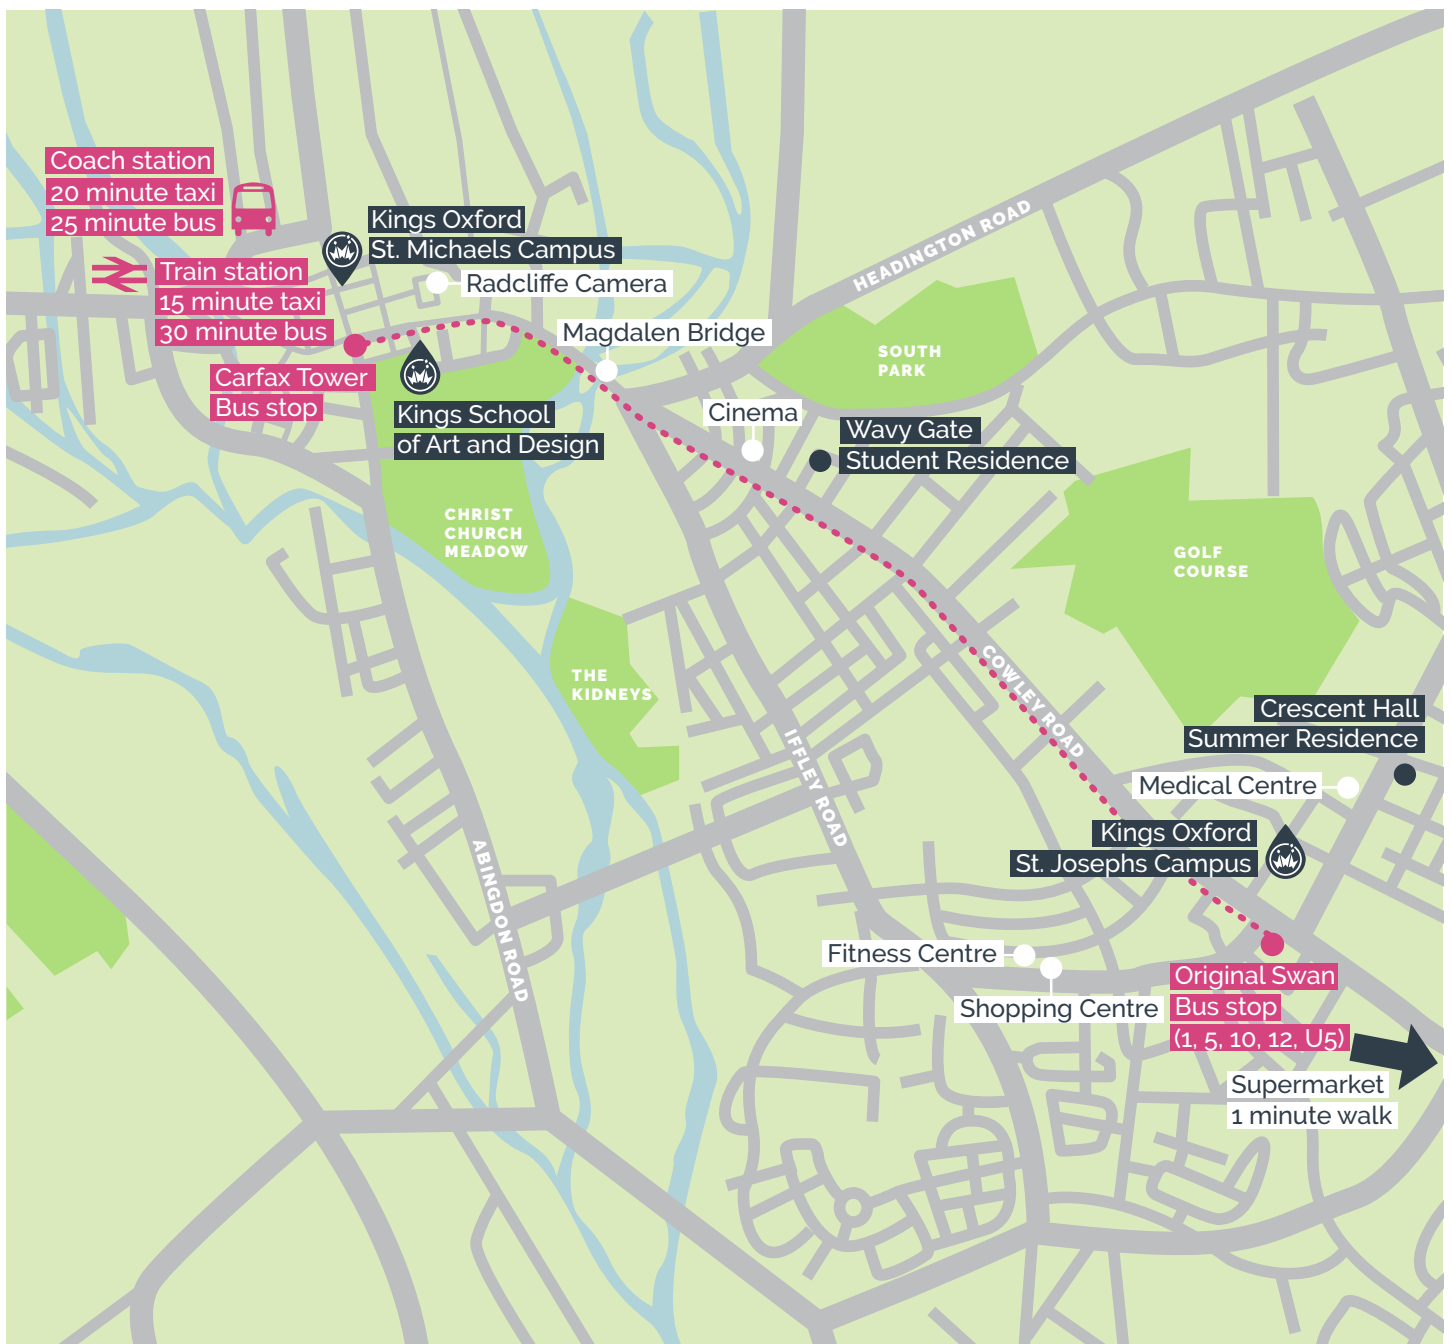 Coach station
20 minute taxi
25 minute bus
Kings Oxford
St. Michaels Campus
Train station
15 minute taxi
30 minute bus
Radcliffe Camera
HEADINGTON ROAD
Magdalen Bridge
SOUTH
PARK
Carfax Tower
Bus stop
Kings School
of Art and Design
Cinema
Wavy Gate
Student Residence
CHRIST
CHURCH
MEADOW
GOLF
COURSE
THE
KIDNEYS
COWLEY ROAD
IFFLEY ROAD
Crescent Hall
Summer Residence
Medical Centre
Kings Oxford
St. Josephs Campus
ABINGDON ROAD
Fitness Centre
Shopping Centre
Original Swan
Bus stop
(1, 5, 10, 12, U5)
Supermarket
1 minute walk